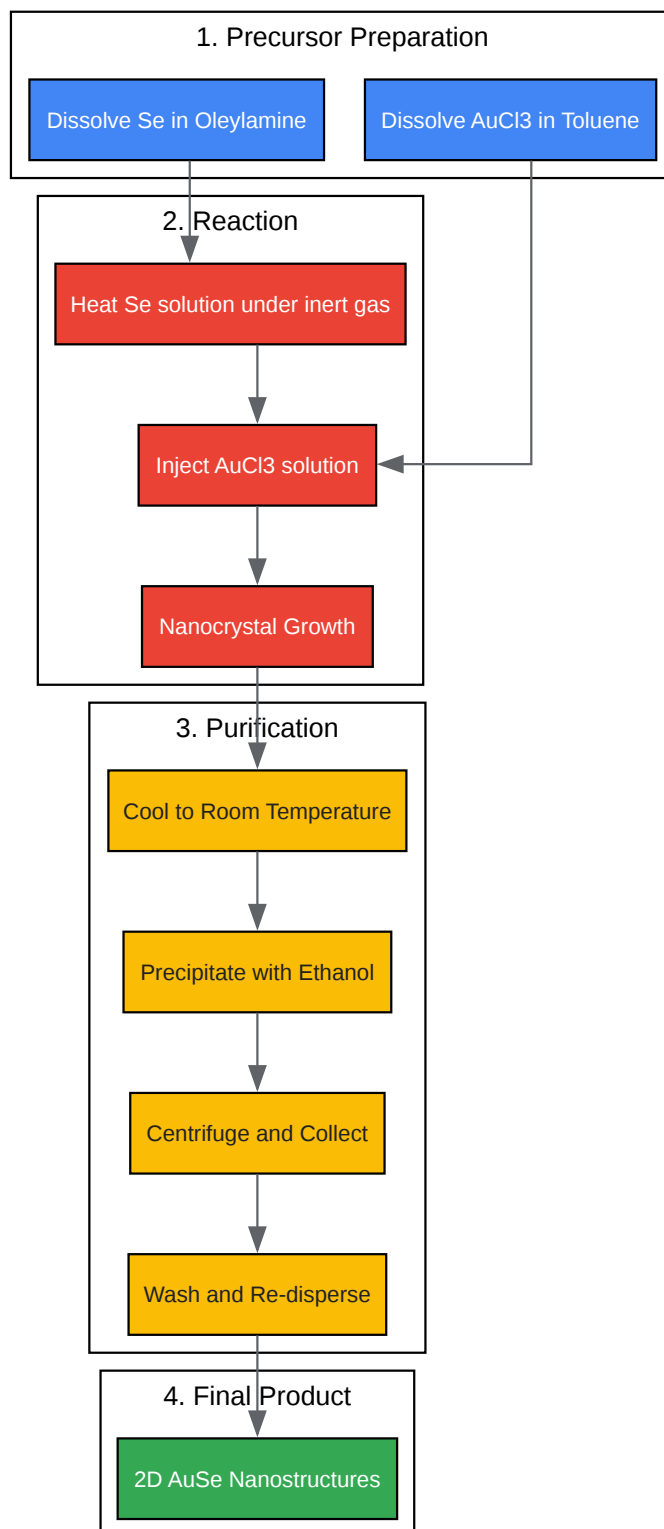 1. Precursor Preparation
Dissolve Se in Oleylamine
Dissolve AuCl3 in Toluene
2. Reaction
Heat Se solution under inert gas
Inject AuCl3 solution
Nanocrystal Growth
3. Purification
Cool to Room Temperature
Precipitate with Ethanol
Centrifuge and Collect
Wash and Re-disperse
4. Final Product
2D AuSe Nanostructures